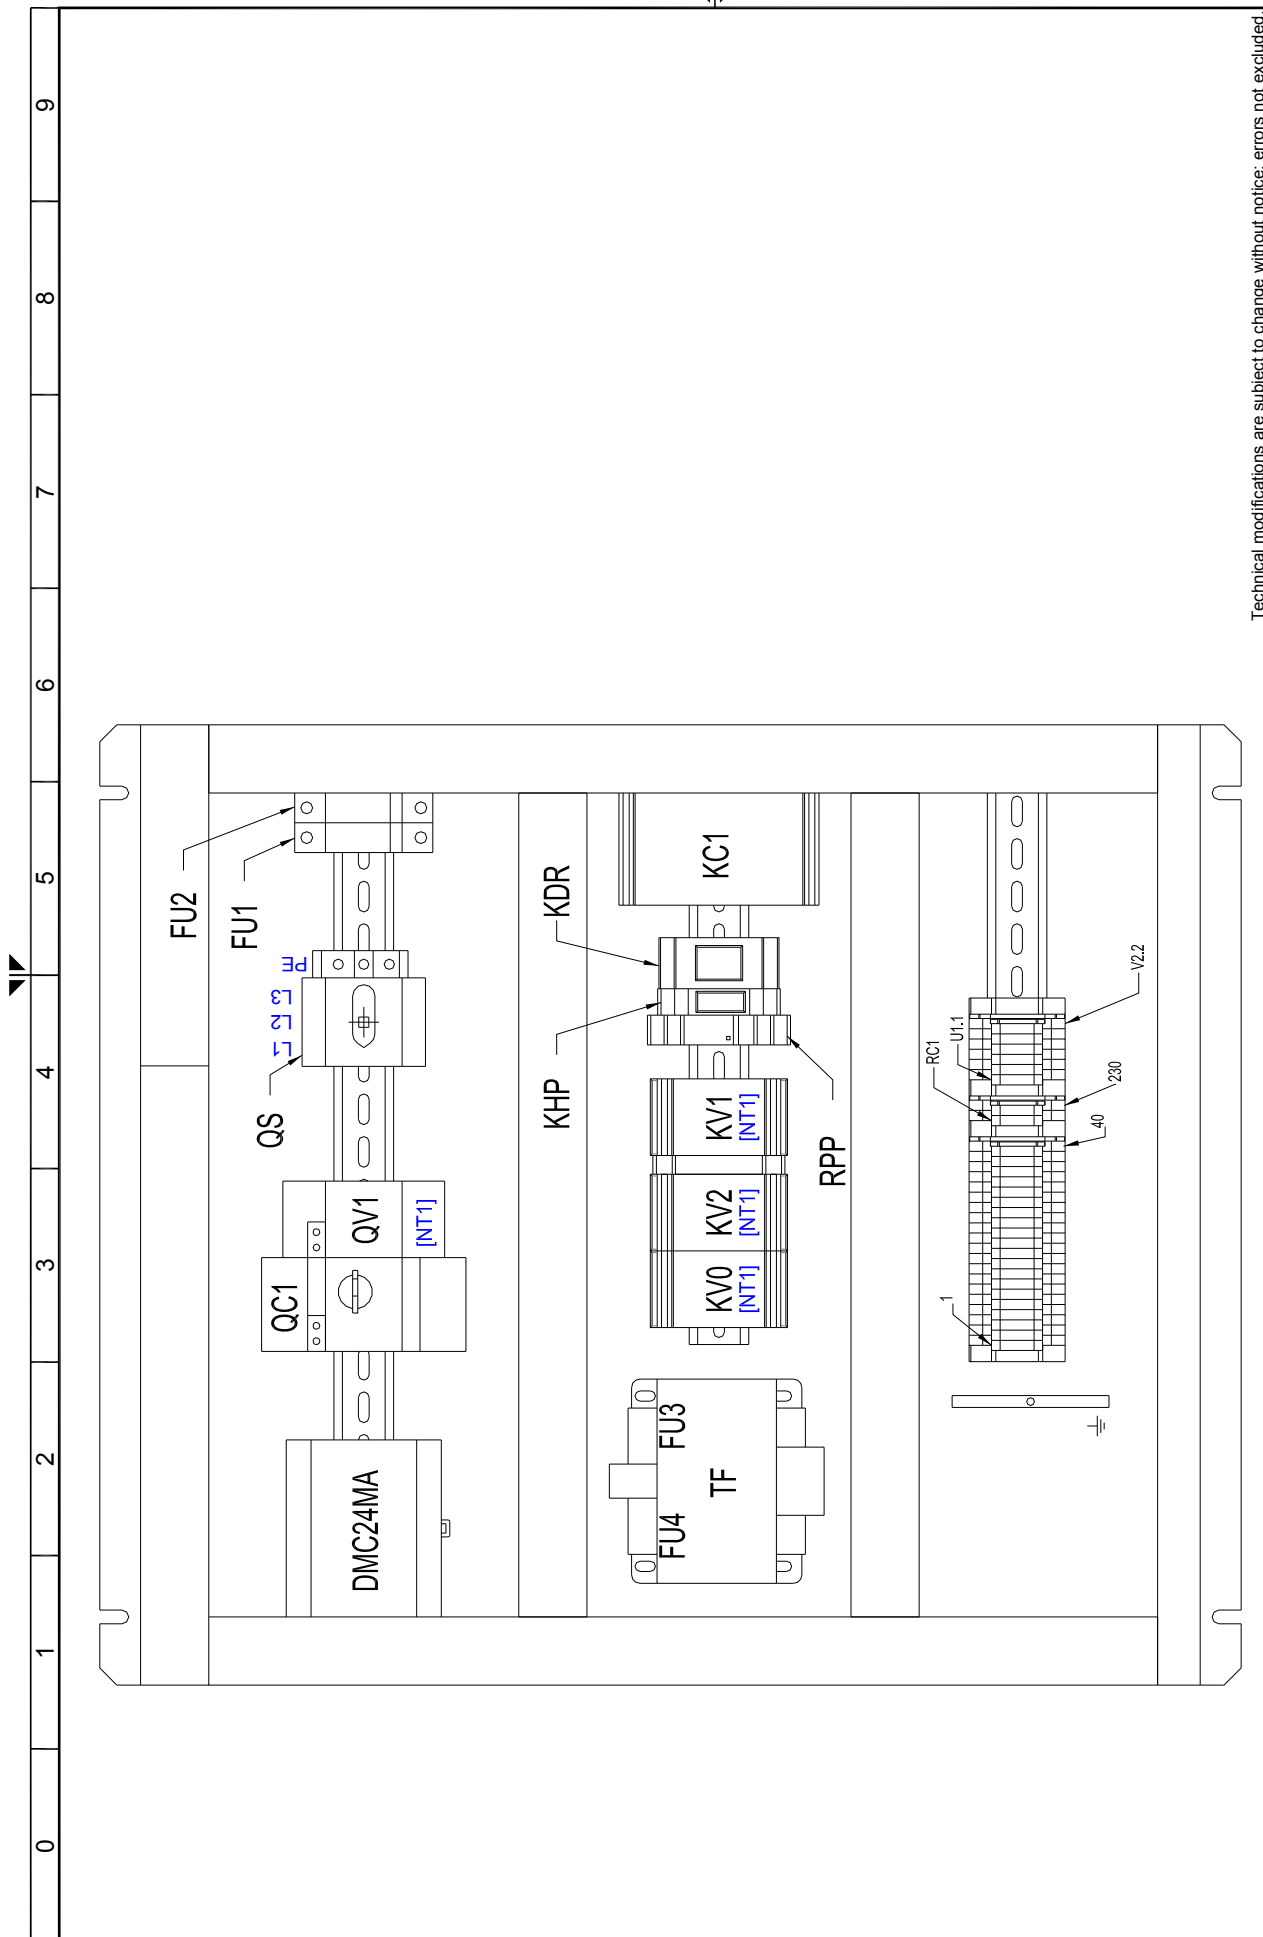 0 1 2 3 4 5 6 7 8 9
FU2
FU1
PE
L3
L2
L1
QS
QV1
[NT1]
QC1
DMC24MA
KDR
KC1
KHP
KV1
[NT1]
RPP
KV2
[NT1]
KV0
[NT1]
FU3
TF
FU4
V2.2
U1.1
RC1
230
40
1
Technical modifications are subject to change without notice; errors not excluded.